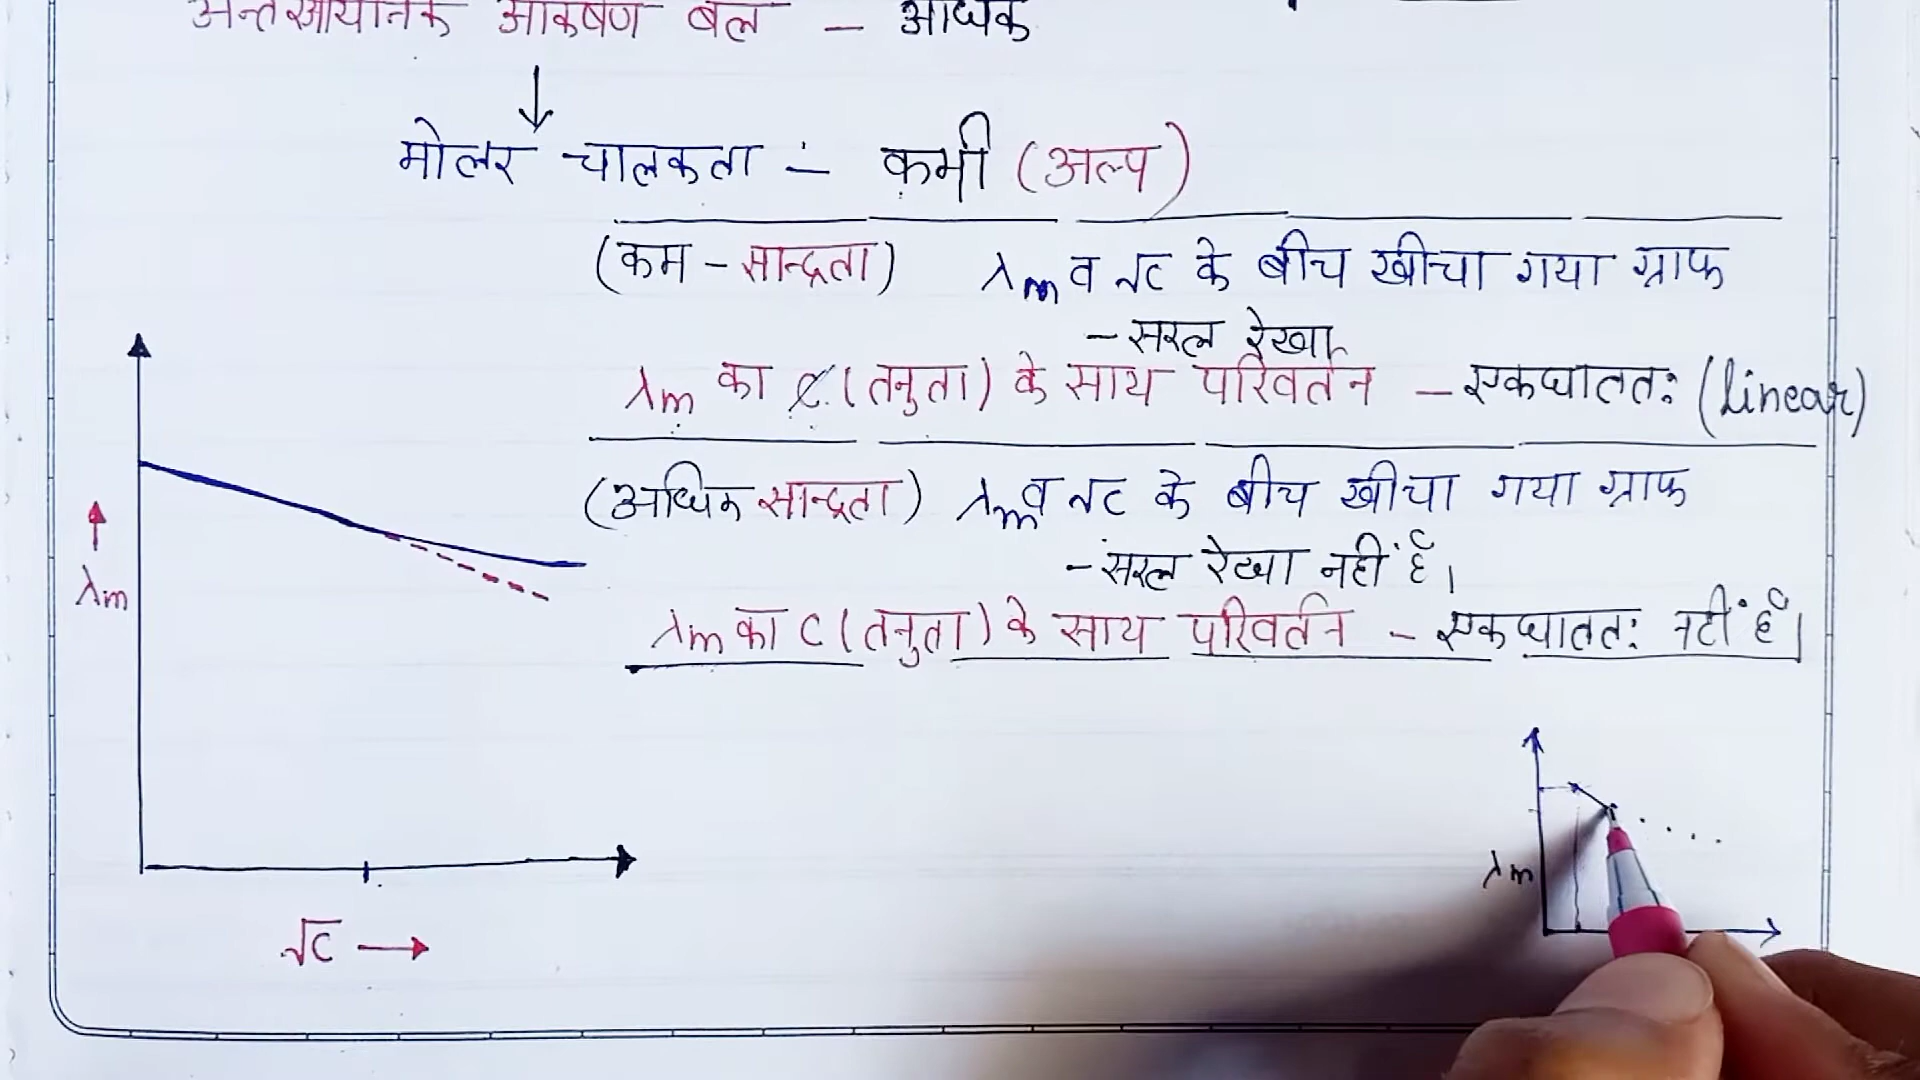 अन्तरआयनिक आकर्षण बल – अधिक
↓
मोलर चालकता :- कमी (अल्प)
(कम – सान्द्रता) λm व √c के बीच खींचा गया ग्राफ
– सरल रेखा
λm का C (तनुता) के साथ परिवर्तन – एकघाततः (linear)
(अधिक सान्द्रता) λm व √c के बीच खींचा गया ग्राफ
– सरल रेखा नहीं है।
λm का C (तनुता) के साथ परिवर्तन – एकघाततः नहीं है।
λm
√C →
λm